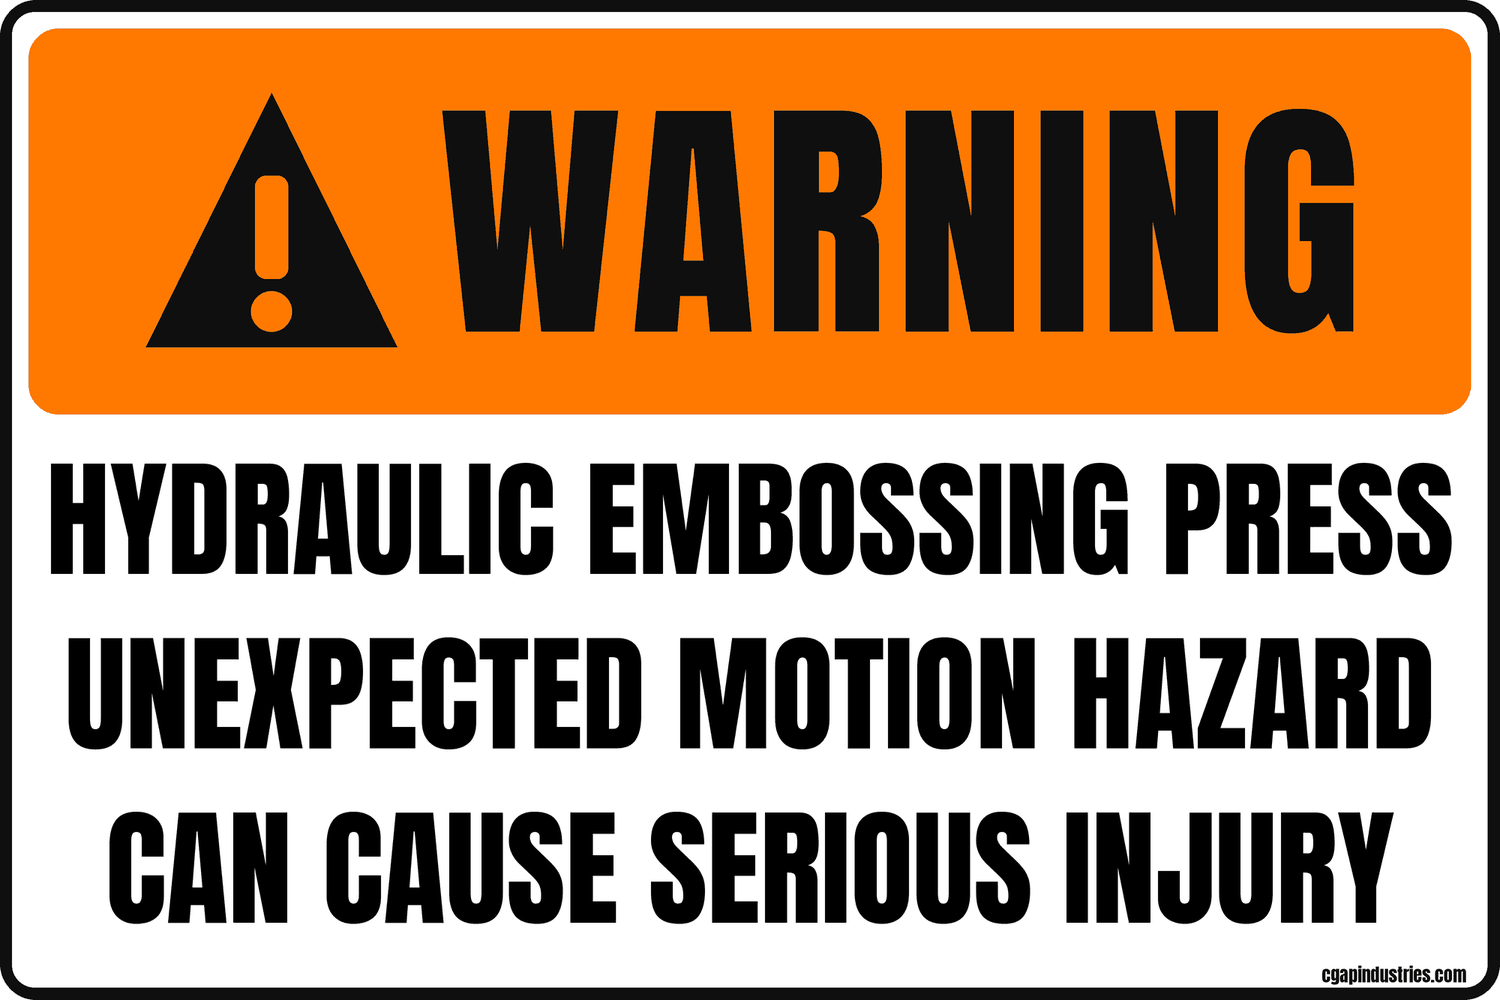 WARNING
HYDRAULIC EMBOSSING PRESS
UNEXPECTED MOTION HAZARD
CAN CAUSE SERIOUS INJURY
cgapindustries.com